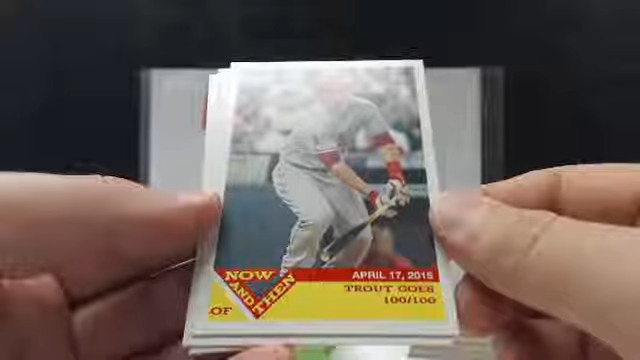 NOW
AND
THEN
APRIL 17, 2015
TROUT GOES
100/100
OF